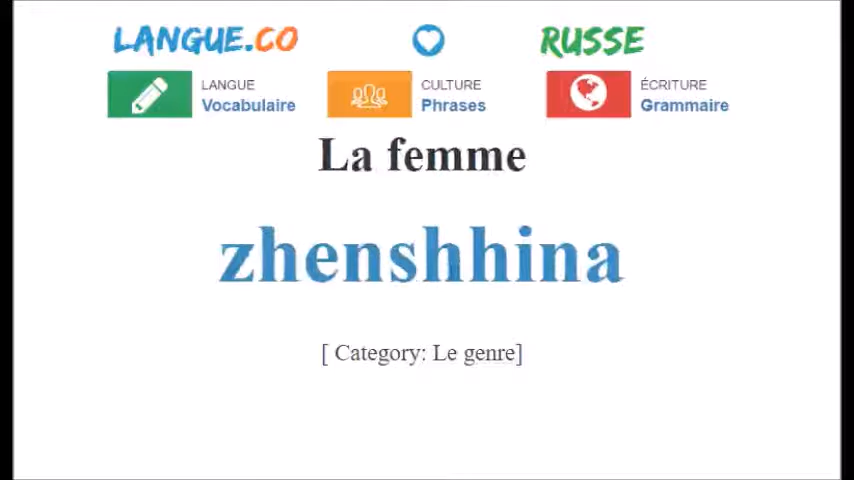 LANGUE.CO RUSSE
LANGUE CULTURE ÉCRITURE
Vocabulaire Phrases Grammaire
La femme
zhenshhina
[ Category: Le genre]